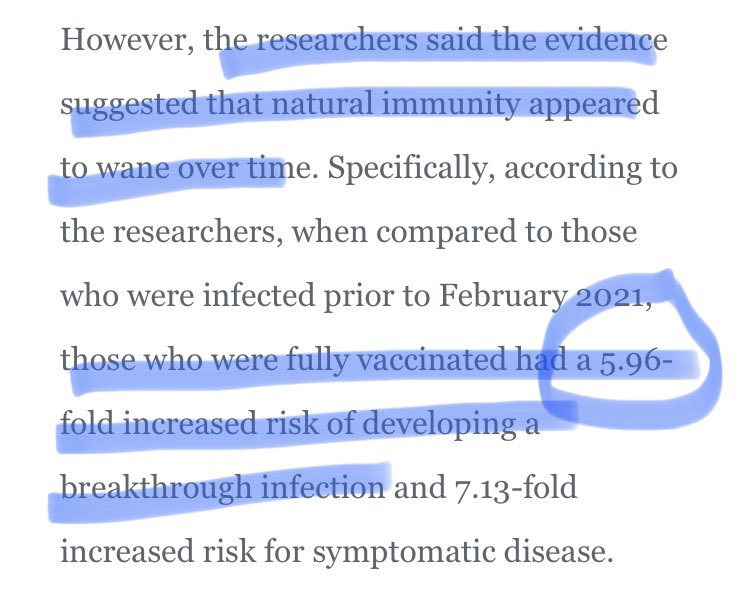 However, the researchers said the evidence
suggested that natural immunity appeared
to wane over time. Specifically, according to
the researchers, when compared to those
who were infected prior to February 2021,
those who were fully vaccinated had a 5.96-
fold increased risk of developing a
breakthrough infection and 7.13-fold
increased risk for symptomatic disease.